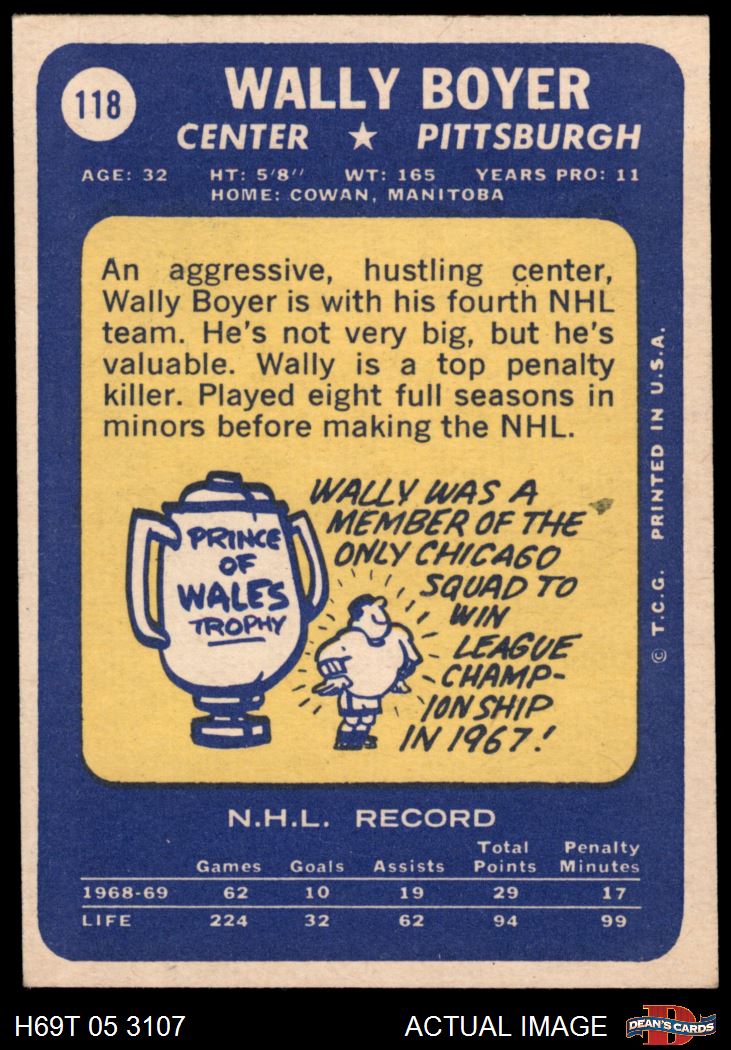 118
WALLY BOYER
CENTER ★ PITTSBURGH
AGE: 32 HT: 5'8" WT: 165 YEARS PRO: 11
HOME: COWAN, MANITOBA
An aggressive, hustling center,
Wally Boyer is with his fourth NHL
team. He's not very big, but he's
valuable. Wally is a top penalty
killer. Played eight full seasons in
minors before making the NHL.
PRINCE
OF
WALES
TROPHY
WALLY WAS A
MEMBER OF THE
ONLY CHICAGO
SQUAD TO
WIN
LEAGUE
CHAMP-
IONSHIP
IN 1967!
© T.C.G. PRINTED IN U.S.A.
N.H.L. RECORD
Games Goals Assists Total Points Penalty Minutes
1968-69 62 10 19 29 17
LIFE 224 32 62 94 99
H69T 05 3107 ACTUAL IMAGE
D
DEAN'S CARDS